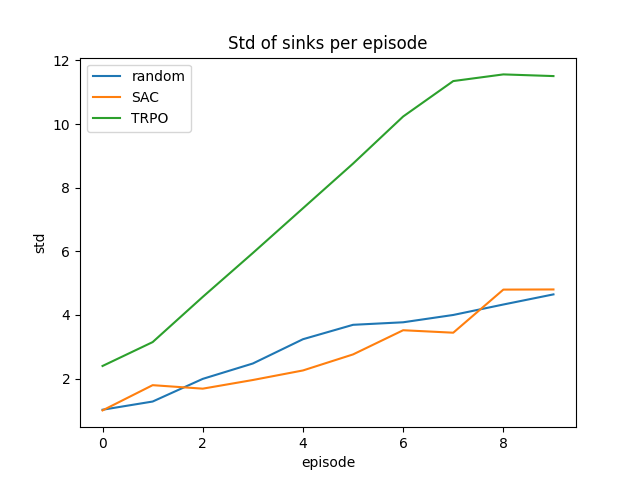 Std of sinks per episode
random
SAC
TRPO
12
10
8
6
4
2
std
0 2 4 6 8
episode